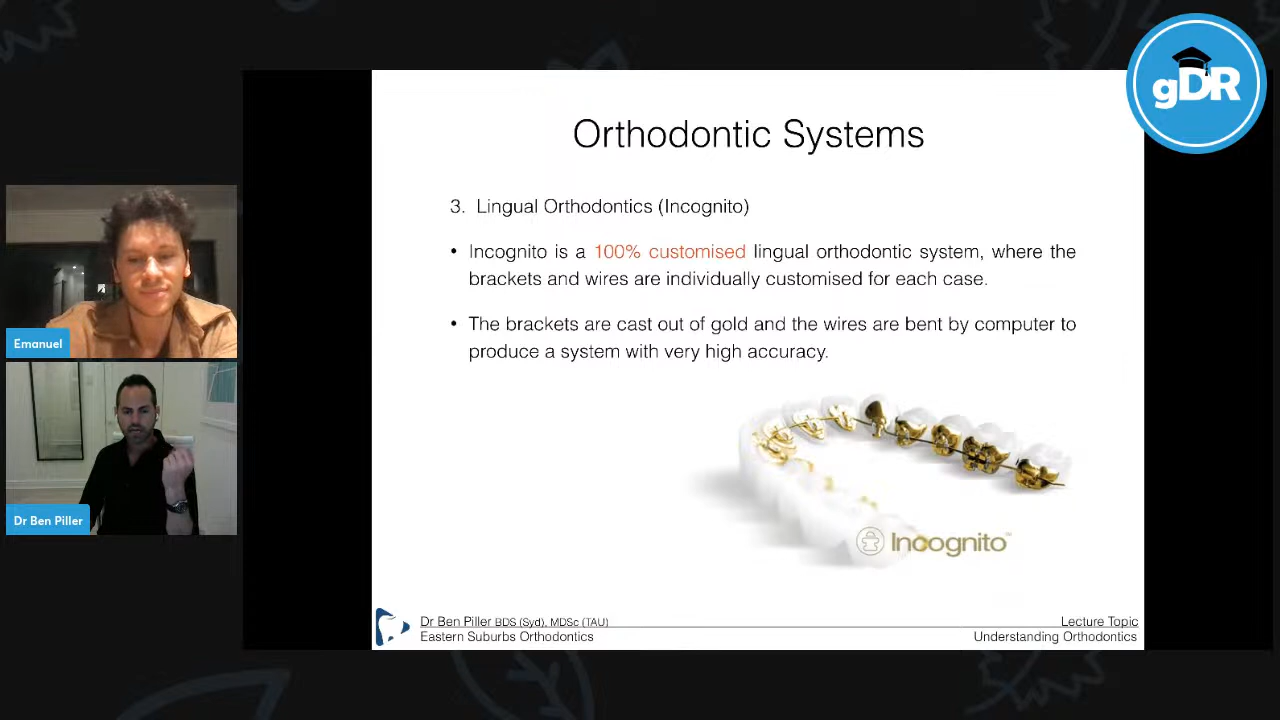 gDR
Orthodontic Systems
3. Lingual Orthodontics (Incognito)
• Incognito is a 100% customised lingual orthodontic system, where the
brackets and wires are individually customised for each case.
• The brackets are cast out of gold and the wires are bent by computer to
produce a system with very high accuracy.
Incognito™
Emanuel
Dr Ben Piller
Dr Ben Piller BDS (Syd), MDSc (TAU)
Eastern Suburbs Orthodontics
Lecture Topic
Understanding Orthodontics